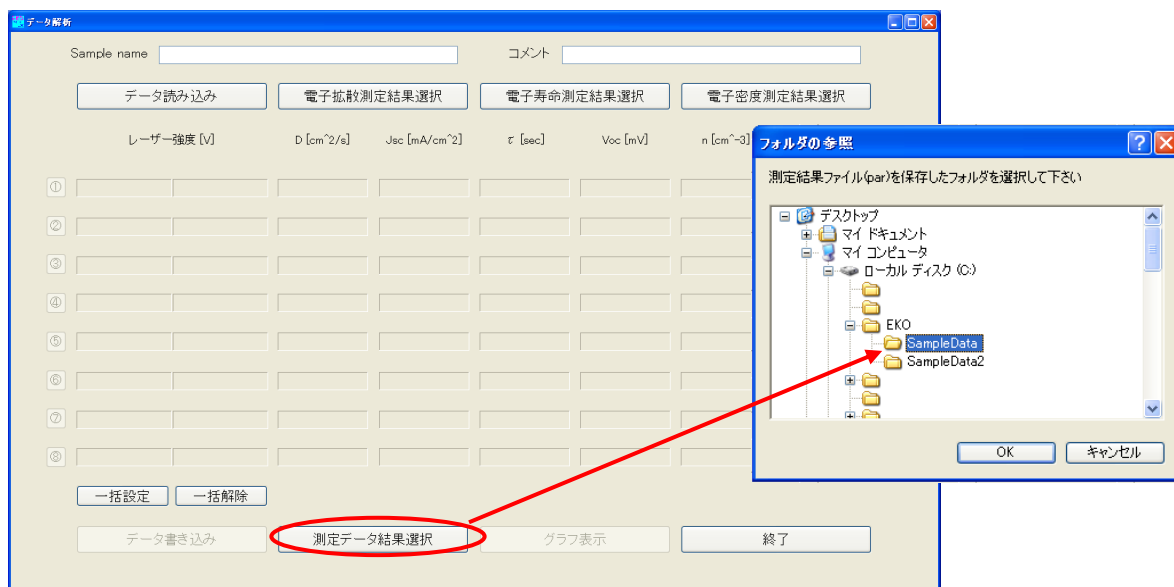 データ解析
Sample name
コメント
データ読み込み
電子拡散測定結果選択
電子寿命測定結果選択
電子密度測定結果選択
レーザー強度 [V]
D [cm^2/s]
Jsc [mA/cm^2]
τ [sec]
Voc [mV]
n [cm^-3]
①
②
③
④
⑤
⑥
⑦
⑧
一括設定
一括解除
データ書き込み
測定データ結果選択
グラフ表示
終了
フォルダの参照
測定結果ファイル(par)を保存したフォルダを選択して下さい
デスクトップ
マイ ドキュメント
マイ コンピュータ
ローカル ディスク (C:)
EKO
SampleData
SampleData2
OK
キャンセル